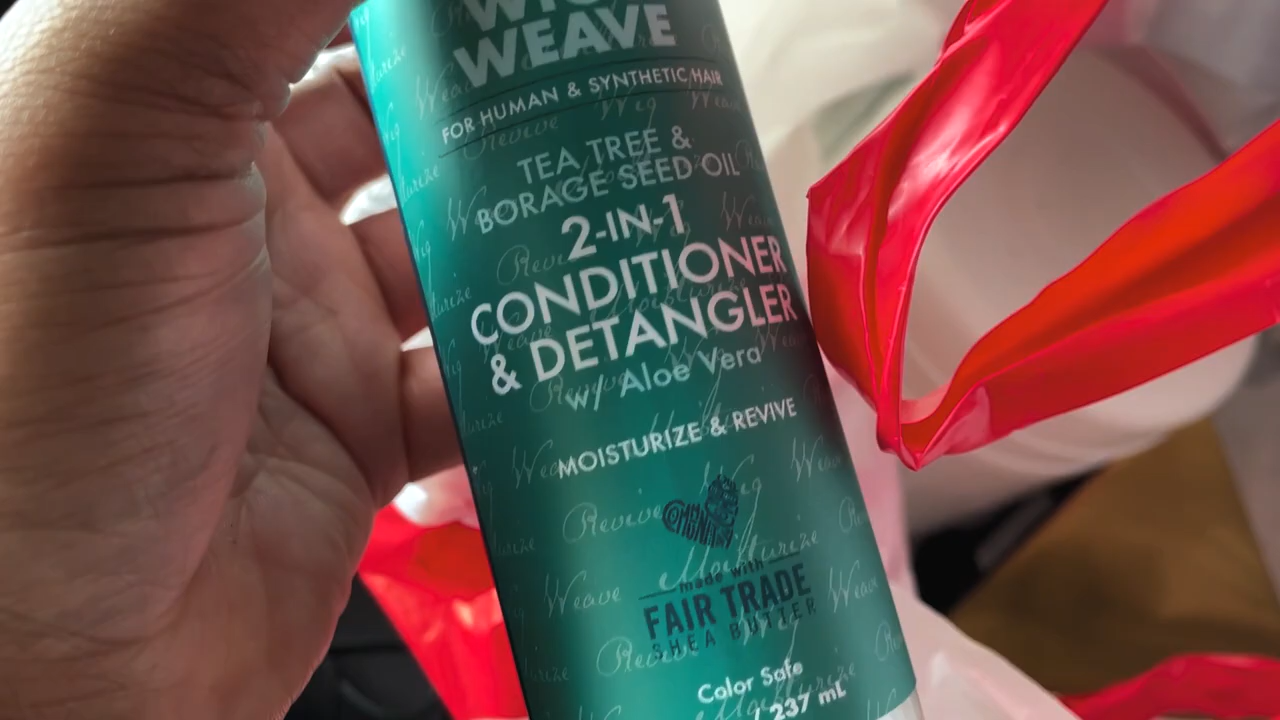 WEAVE
FOR HUMAN & SYNTHETIC HAIR
TEA TREE &
BORAGE SEED OIL
2-IN-1
CONDITIONER
& DETANGLER
w/ Aloe Vera
MOISTURIZE & REVIVE
COMMUNITY
made with
FAIR TRADE
SHEA BUTTER
Color Safe
/ 237 mL